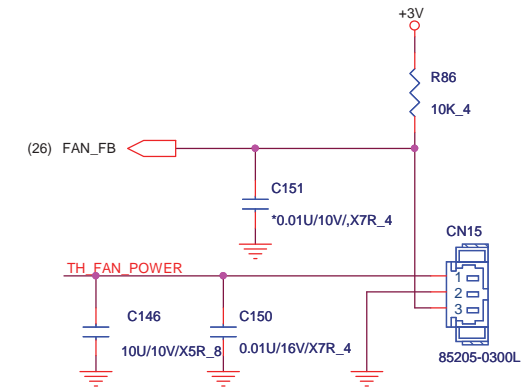 +3V
R86
10K_4
(26) FAN_FB
C151
*0.01U/10V/,X7R_4
CN15
TH_FAN_POWER
1
2
3
C146
10U/10V/X5R_8
C150
0.01U/16V/X7R_4
85205-0300L